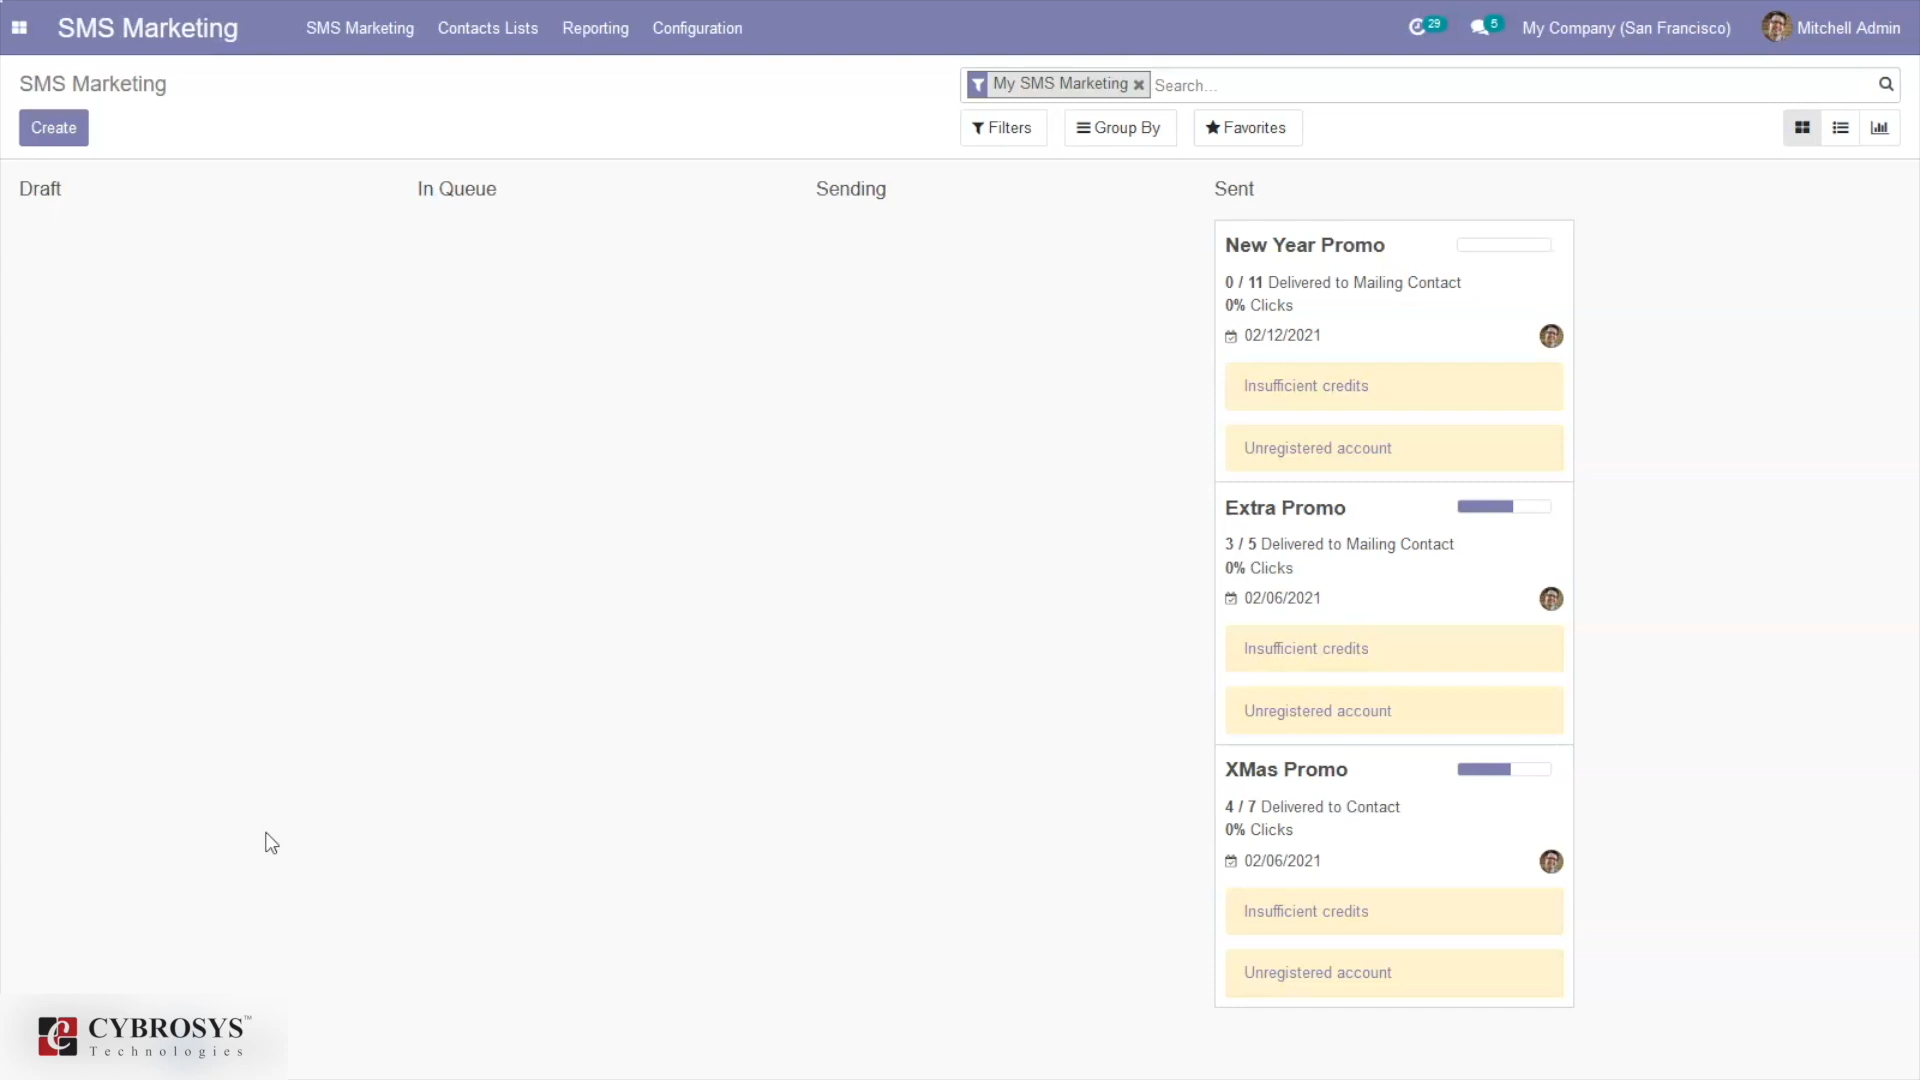 SMS Marketing
SMS Marketing
Contacts Lists
Reporting
Configuration
29
5
My Company (San Francisco)
Mitchell Admin
SMS Marketing
My SMS Marketing
Search...
Create
Filters
Group By
Favorites
Draft
In Queue
Sending
Sent
New Year Promo
0 / 11 Delivered to Mailing Contact
0% Clicks
02/12/2021
Insufficient credits
Unregistered account
Extra Promo
3 / 5 Delivered to Mailing Contact
0% Clicks
02/06/2021
Insufficient credits
Unregistered account
XMas Promo
4 / 7 Delivered to Contact
0% Clicks
02/06/2021
Insufficient credits
Unregistered account
CYBROSYS™
Technologies